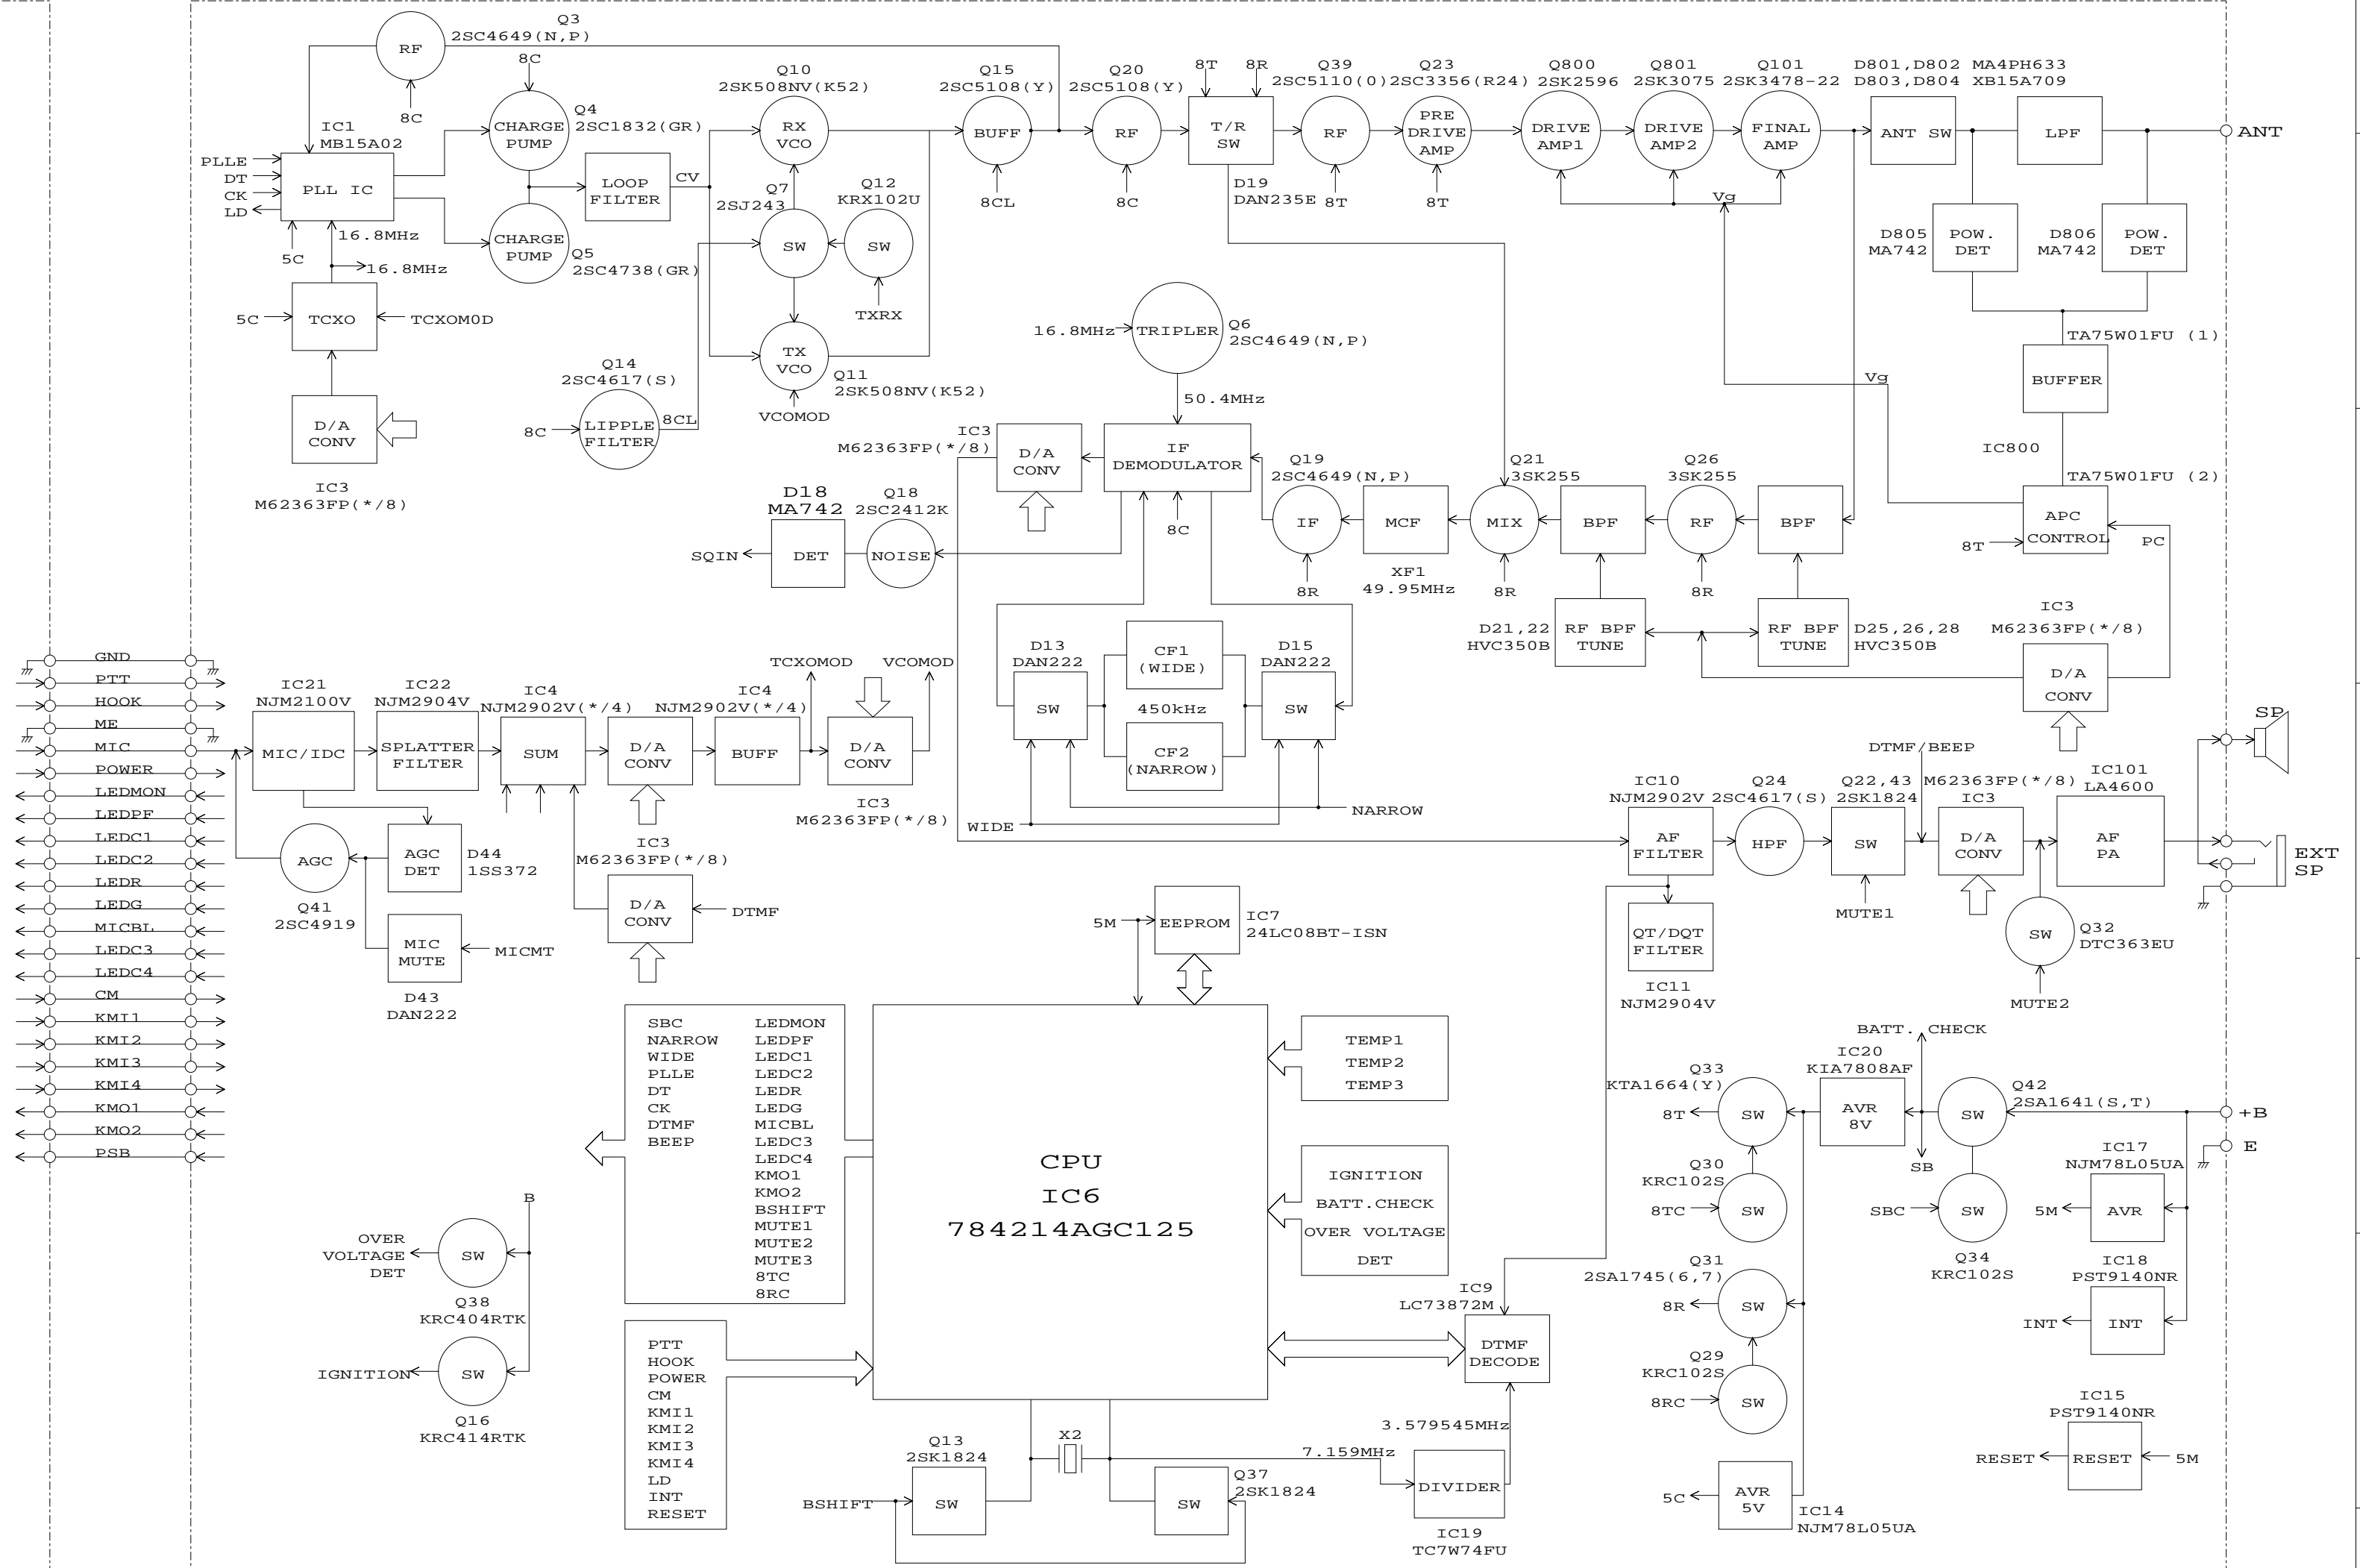 Q3
2SC4649(N,P)
RF
8C
8C
Q4
2SC1832(GR)
CHARGE
PUMP
IC1
MB15A02
PLL IC
PLLE
DT
CK
LD
5C
16.8MHz
16.8MHz
CHARGE
PUMP
Q5
2SC4738(GR)
LOOP
FILTER
CV
5C
TCXO
TCXOM0D
D/A
CONV
IC3
M62363FP(*/8)
Q10
2SK508NV(K52)
RX
VCO
Q7
2SJ243
SW
Q12
KRX102U
SW
TXRX
TX
VCO
Q11
2SK508NV(K52)
VCOMOD
Q14
2SC4617(S)
8C
LIPPLE
FILTER
8CL
Q15
2SC5108(Y)
BUFF
8CL
Q20
2SC5108(Y)
RF
8C
8T
8R
T/R
SW
D19
DAN235E
Q39
2SC5110(0)
RF
8T
Q23
2SC3356(R24)
PRE
DRIVE
AMP
8T
Q800
2SK2596
DRIVE
AMP1
Q801
2SK3075
DRIVE
AMP2
Q101
2SK3478-22
FINAL
AMP
Vg
D801,D802 MA4PH633
D803,D804 XB15A709
ANT SW
LPF
ANT
D805
MA742
POW.
DET
D806
MA742
POW.
DET
TA75W01FU (1)
BUFFER
IC800
TA75W01FU (2)
APC
CONTROL
8T
PC
Vg
16.8MHz
TRIPLER
Q6
2SC4649(N,P)
50.4MHz
IC3
M62363FP(*/8)
D/A
CONV
IF
DEMODULATOR
8C
Q19
2SC4649(N,P)
IF
8R
MCF
XF1
49.95MHz
Q21
3SK255
MIX
8R
BPF
Q26
3SK255
RF
8R
BPF
D21,22
HVC350B
RF BPF
TUNE
RF BPF
TUNE
D25,26,28
HVC350B
IC3
M62363FP(*/8)
D/A
CONV
D18
MA742
DET
Q18
2SC2412K
NOISE
SQIN
D13
DAN222
SW
CF1
(WIDE)
450kHz
CF2
(NARROW)
D15
DAN222
SW
NARROW
WIDE
GND
PTT
HOOK
ME
MIC
POWER
LEDMON
LEDPF
LEDC1
LEDC2
LEDR
LEDG
MICBL
LEDC3
LEDC4
CM
KMI1
KMI2
KMI3
KMI4
KMO1
KMO2
PSB
IC21
NJM2100V
MIC/IDC
IC22
NJM2904V
SPLATTER
FILTER
IC4
NJM2902V(*/4)
SUM
D/A
CONV
IC3
M62363FP(*/8)
IC4
NJM2902V(*/4)
BUFF
TCXOMOD
VCOMOD
D/A
CONV
IC3
M62363FP(*/8)
AGC
Q41
2SC4919
AGC
DET
D44
1SS372
MIC
MUTE
MICMT
D43
DAN222
D/A
CONV
DTMF
IC10
NJM2902V
AF
FILTER
Q24
2SC4617(S)
HPF
Q22,43
2SK1824
SW
MUTE1
DTMF/BEEP
M62363FP(*/8)
IC3
D/A
CONV
IC101
LA4600
AF
PA
SP
EXT
SP
SW
Q32
DTC363EU
MUTE2
QT/DQT
FILTER
IC11
NJM2904V
5M
EEPROM
IC7
24LC08BT-ISN
CPU
IC6
784214AGC125
SBC
NARROW
WIDE
PLLE
DT
CK
DTMF
BEEP
LEDMON
LEDPF
LEDC1
LEDC2
LEDR
LEDG
MICBL
LEDC3
LEDC4
KMO1
KMO2
BSHIFT
MUTE1
MUTE2
MUTE3
8TC
8RC
TEMP1
TEMP2
TEMP3
IGNITION
BATT.CHECK
OVER VOLTAGE
DET
B
OVER
VOLTAGE
DET
SW
Q38
KRC404RTK
IGNITION
SW
Q16
KRC414RTK
PTT
HOOK
POWER
CM
KMI1
KMI2
KMI3
KMI4
LD
INT
RESET
IC9
LC73872M
DTMF
DECODE
3.579545MHz
7.159MHz
DIVIDER
IC19
TC7W74FU
X2
Q13
2SK1824
SW
BSHIFT
Q37
2SK1824
SW
BATT. CHECK
IC20
KIA7808AF
AVR
8V
Q33
KTA1664(Y)
SW
8T
Q30
KRC102S
8TC
SW
Q31
2SA1745(6,7)
8R
SW
Q29
KRC102S
8RC
SW
SB
Q42
2SA1641(S,T)
SW
SBC
SW
Q34
KRC102S
+B
E
IC17
NJM78L05UA
5M
AVR
IC18
PST9140NR
INT
INT
IC15
PST9140NR
RESET
RESET
5M
5C
AVR
5V
IC14
NJM78L05UA